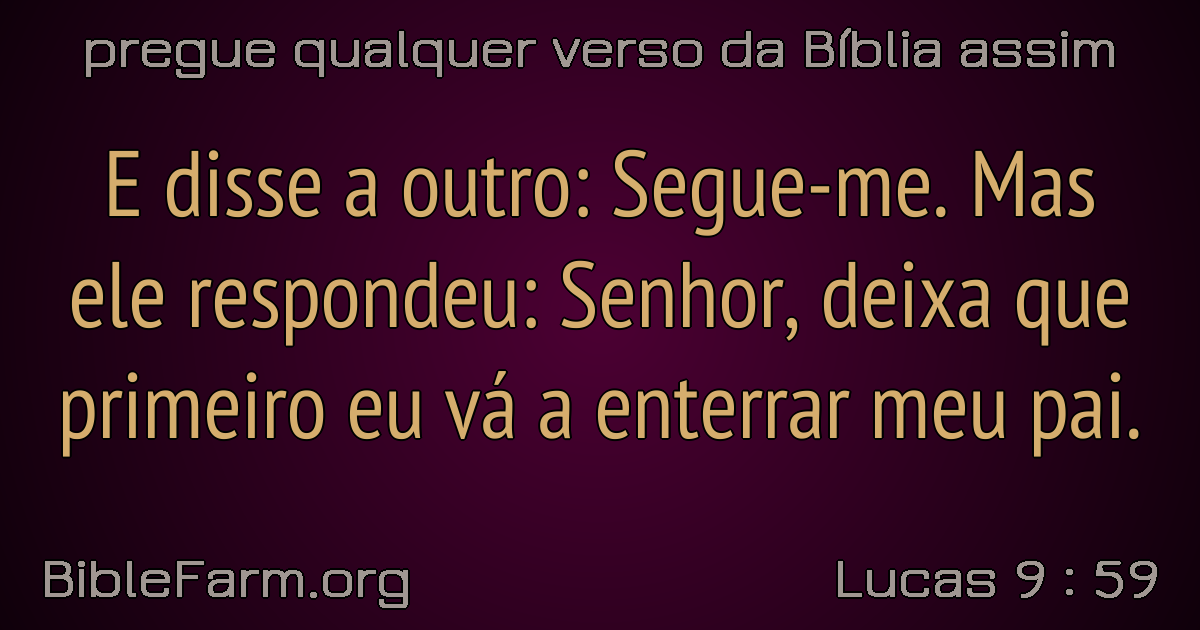 pregue qualquer verso da Bíblia assim
E disse a outro: Segue-me. Mas
ele respondeu: Senhor, deixa que
primeiro eu vá a enterrar meu pai.
BibleFarm.org
Lucas 9 : 59